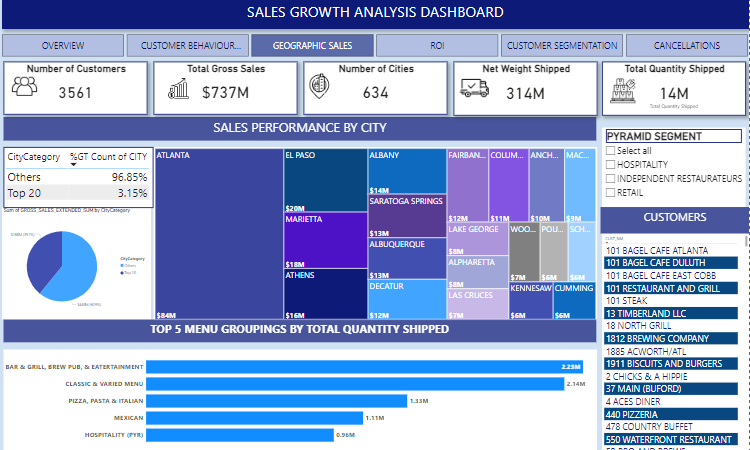 SALES GROWTH ANALYSIS DASHBOARD
OVERVIEW
CUSTOMER BEHAVIOUR...
GEOGRAPHIC SALES
ROI
CUSTOMER SEGMENTATION
CANCELLATIONS
Number of Customers
3561
Total Gross Sales
$737M
Number of Cities
634
Net Weight Shipped
314M
Total Quantity Shipped
14M
Total Quantity Shipped
SALES PERFORMANCE BY CITY
CityCategory %GT Count of CITY
Others 96.85%
Top 20 3.15%
Sum of GROSS_SALES_EXTENDED_SUM by CityCategory
CityCategory
Others
Top 20
ATLANTA
$84M
EL PASO
$20M
MARIETTA
$18M
ATHENS
$16M
ALBANY
$14M
SARATOGA SPRINGS
$13M
ALBUQUERQUE
$13M
DECATUR
$12M
FAIRBAN...
$12M
COLUM...
$11M
ANCH...
$10M
MAC...
$9M
LAKE GEORGE
$8M
ALPHARETTA
$8M
LAS CRUCES
$7M
WOO...
$7M
POU...
$6M
SCH...
KENNESAW
$6M
CUMMING
$6M
PYRAMID SEGMENT
Select all
HOSPITALITY
INDEPENDENT RESTAURATEURS
RETAIL
CUSTOMERS
CUST_NM
101 BAGEL CAFE ATLANTA
101 BAGEL CAFE DULUTH
101 BAGEL CAFE EAST COBB
101 RESTAURANT AND GRILL
101 STEAK
13 TIMBERLAND LLC
18 NORTH GRILL
1812 BREWING COMPANY
1885 ACWORTH/ATL
1911 BISCUITS AND BURGERS
2 CHICKS & A HIPPIE
37 MAIN (BUFORD)
4 ACES DINER
440 PIZZERIA
478 COUNTRY BUFFET
550 WATERFRONT RESTAURANT
TOP 5 MENU GROUPINGS BY TOTAL QUANTITY SHIPPED
BAR & GRILL, BREW PUB, & EATERTAINMENT 2.25M
CLASSIC & VARIED MENU 2.14M
PIZZA, PASTA & ITALIAN 1.33M
MEXICAN 1.11M
HOSPITALITY (PYR) 0.96M